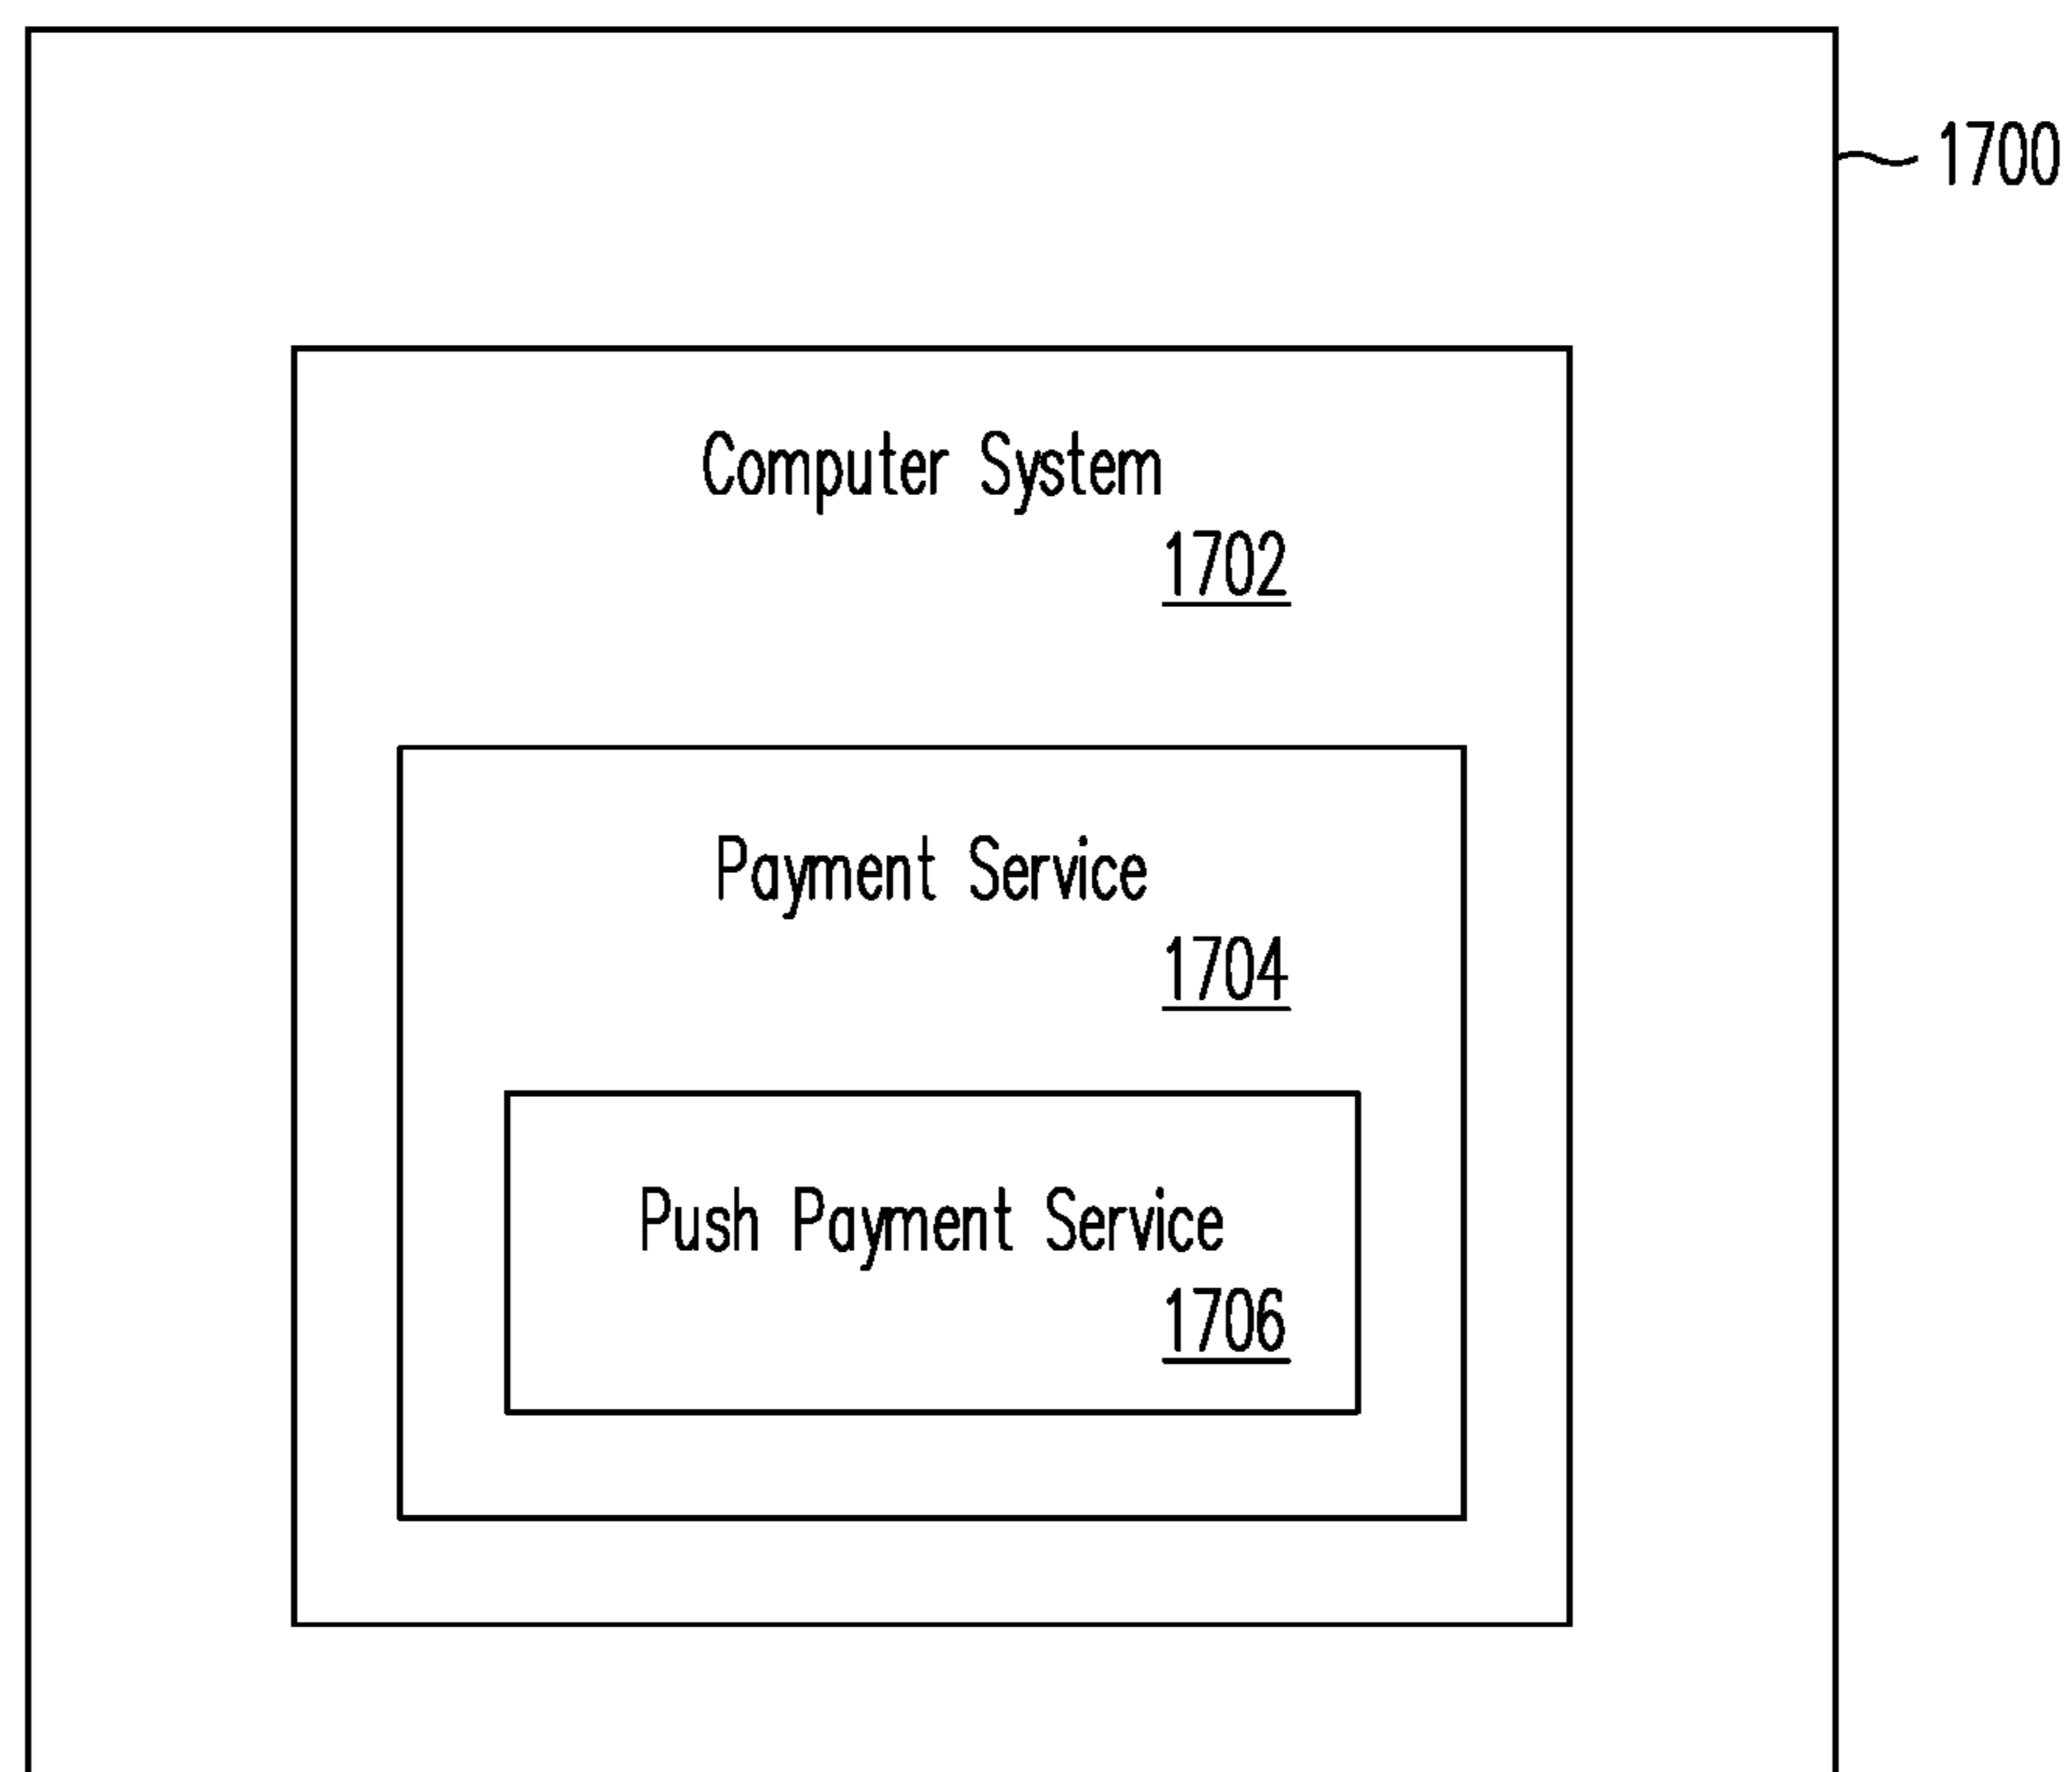 1700
Computer System
1702
Payment Service
1704
Push Payment Service
1706